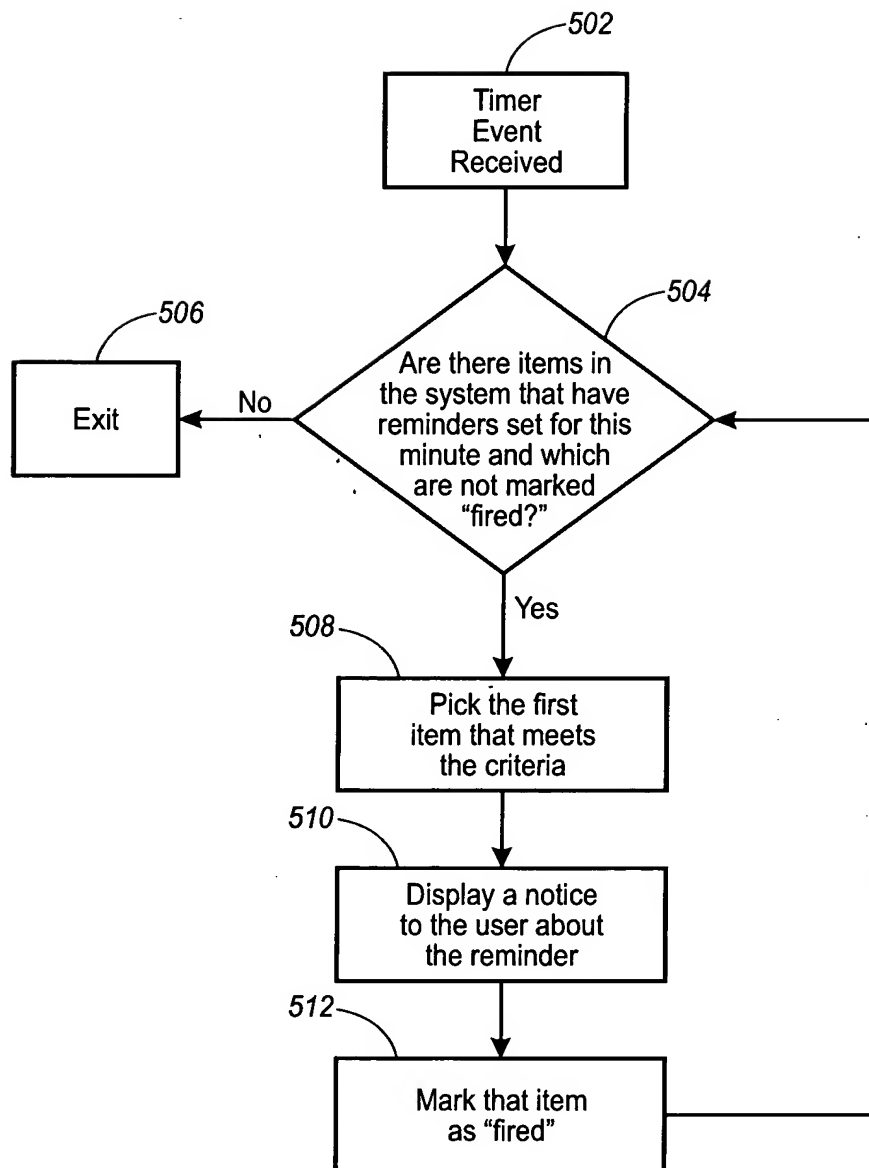 502
Timer
Event
Received
504
Are there items in
the system that have
reminders set for this
minute and which
are not marked
“fired?”
506
Exit
No
Yes
508
Pick the first
item that meets
the criteria
510
Display a notice
to the user about
the reminder
512
Mark that item
as “fired”